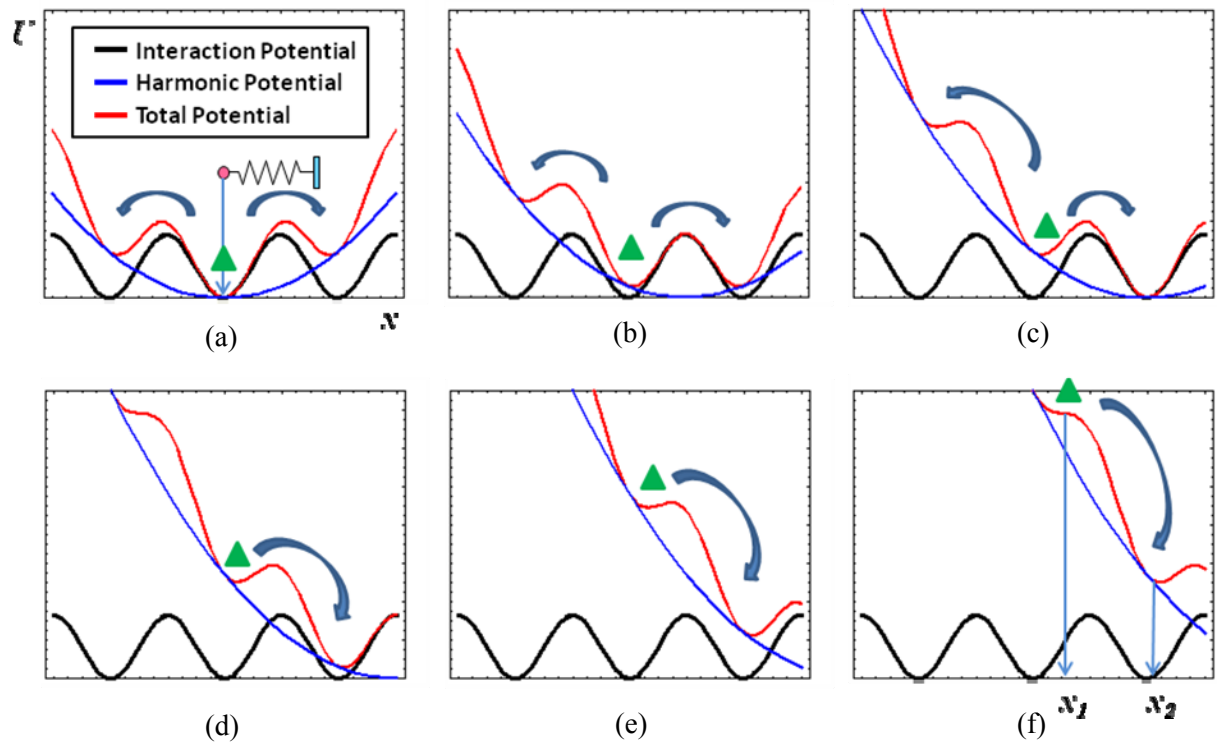 U
Interaction Potential
Harmonic Potential
Total Potential
x
(a)
(b)
(c)
(d)
(e)
(f)
x₁
x₂